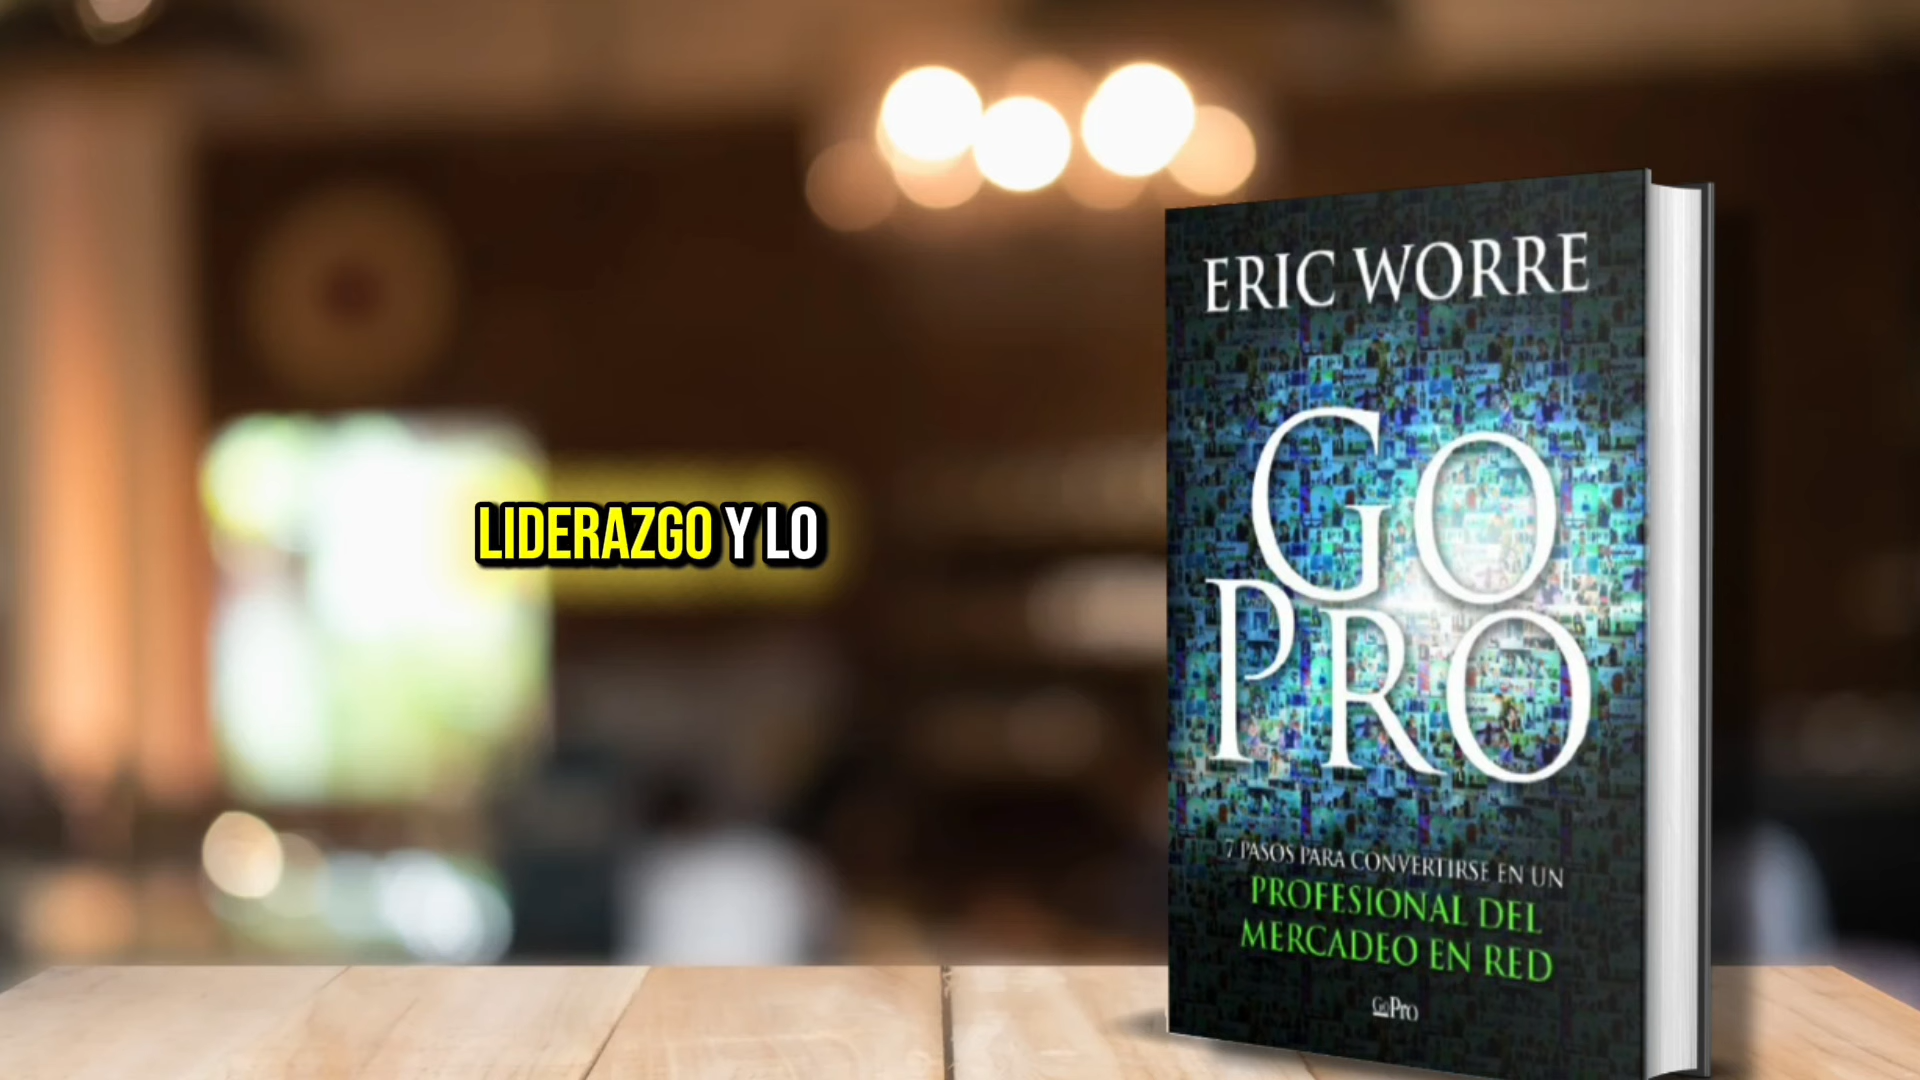 LIDERAZGO Y LO
ERIC WORRE
GO
PRO
7 PASOS PARA CONVERTIRSE EN UN
PROFESIONAL DEL
MERCADEO EN RED
GoPro